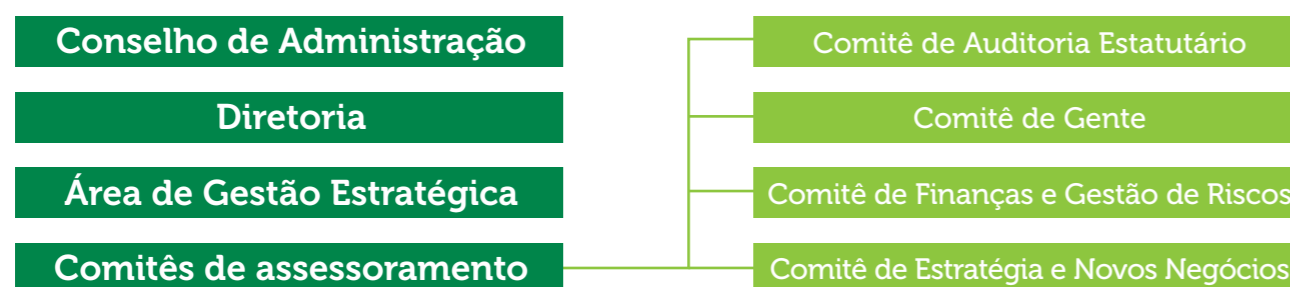 Conselho de Administração
Diretoria
Área de Gestão Estratégica
Comitês de assessoramento
Comitê de Auditoria Estatutário
Comitê de Gente
Comitê de Finanças e Gestão de Riscos
Comitê de Estratégia e Novos Negócios